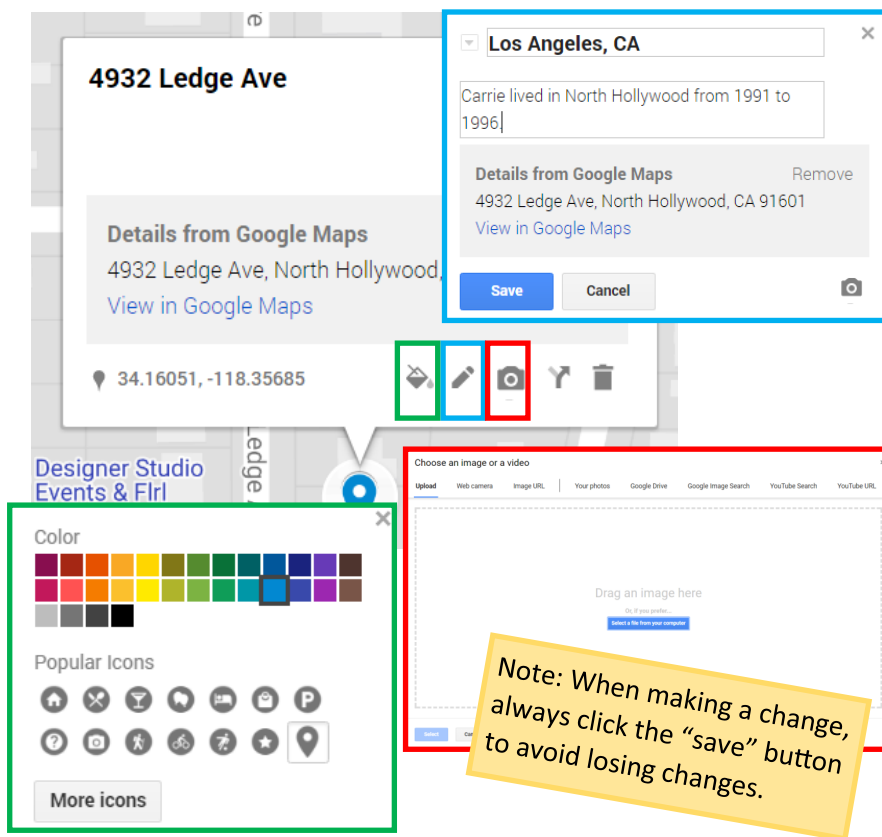 e
4932 Ledge Ave
Details from Google Maps
4932 Ledge Ave, North Hollywood,
View in Google Maps
34.16051, -118.35685
Los Angeles, CA
Carrie lived in North Hollywood from 1991 to
1996
Details from Google Maps Remove
4932 Ledge Ave, North Hollywood, CA 91601
View in Google Maps
Save Cancel
Ledge
Designer Studio
Events & Flrl
Color
Popular Icons
P
?
More icons
Choose an image or a video
Upload Web camera Image URL Your photos Google Drive Google Image Search YouTube Search YouTube URL
Drag an image here
Or, if you prefer...
Select a file from your computer
Select
Note: When making a change,
always click the “save” button
to avoid losing changes.